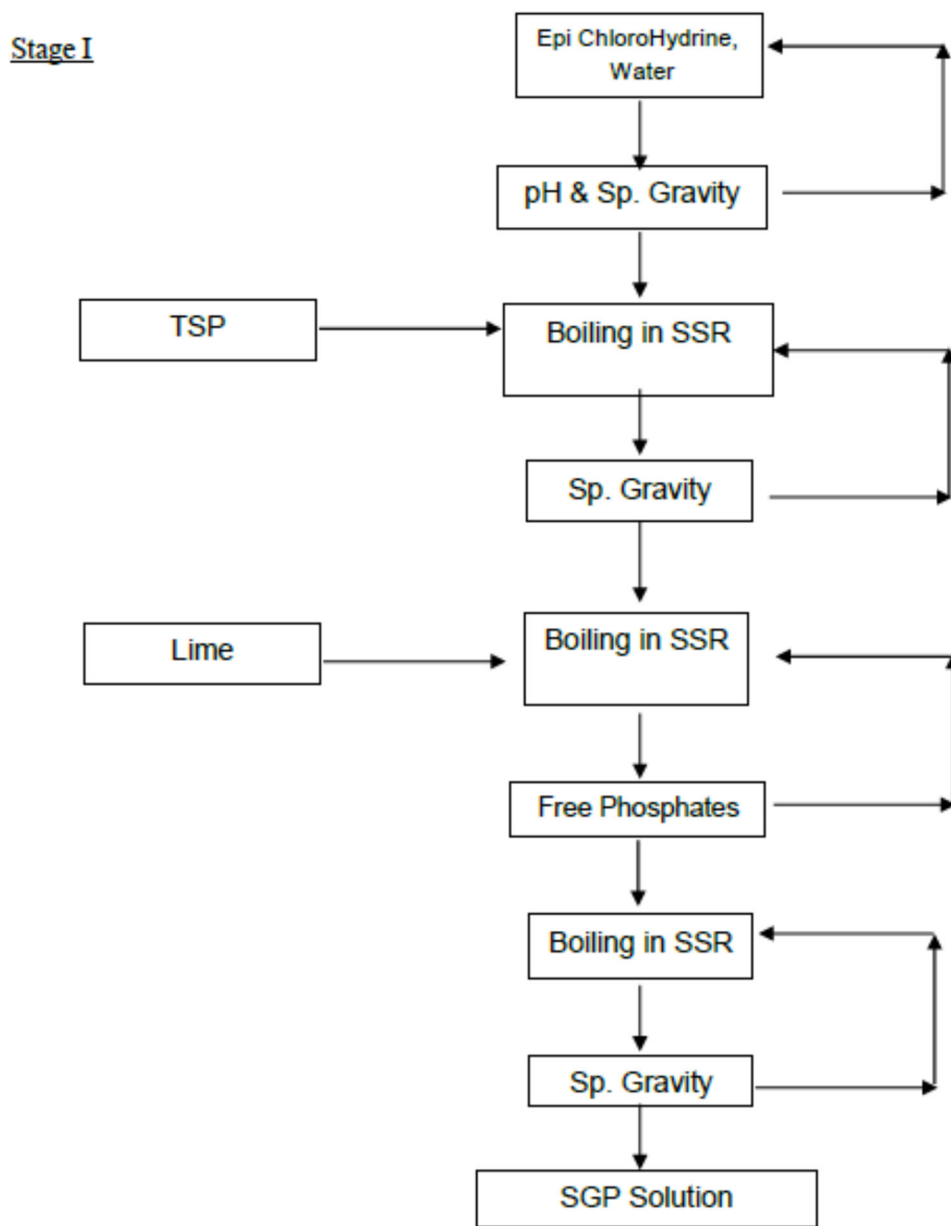 Stage I
Epi ChloroHydrine,
Water
pH & Sp. Gravity
TSP
Boiling in SSR
Sp. Gravity
Lime
Boiling in SSR
Free Phosphates
Boiling in SSR
Sp. Gravity
SGP Solution